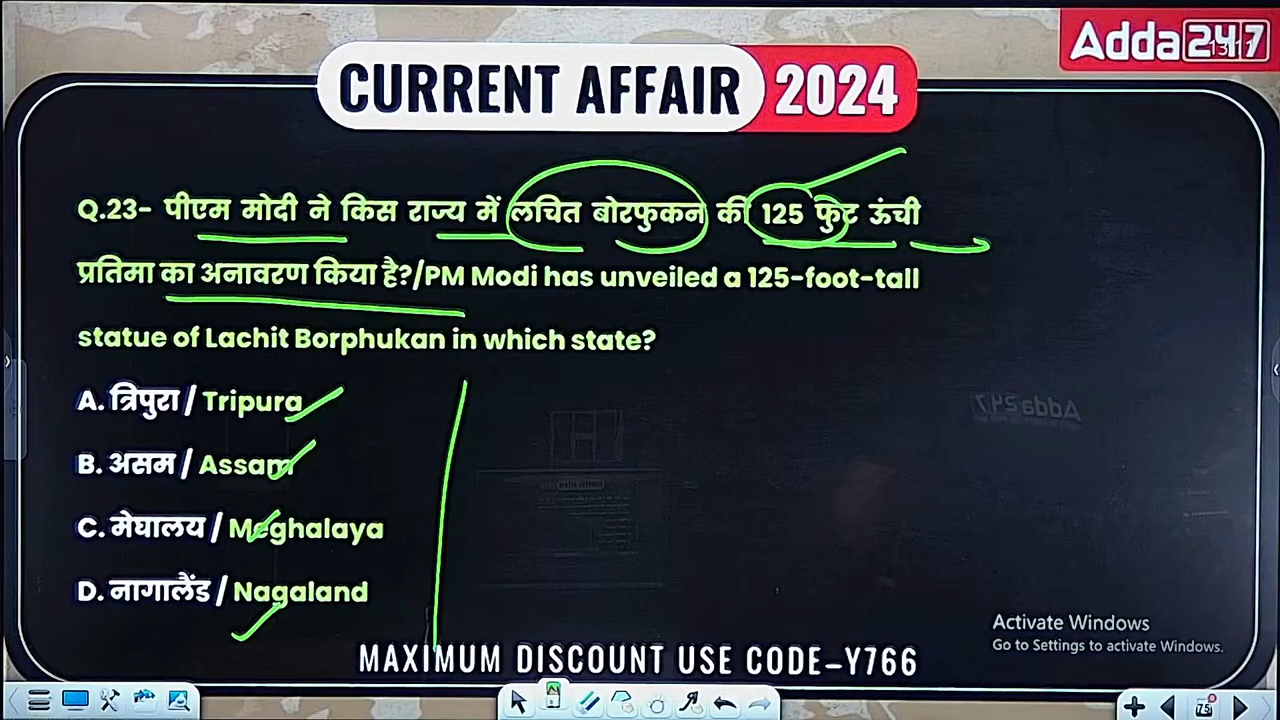 Adda247
CURRENT AFFAIR 2024
Q.23- पीएम मोदी ने किस राज्य में लचित बोरफुकन की 125 फुट ऊंची
प्रतिमा का अनावरण किया है?/PM Modi has unveiled a 125-foot-tall
statue of Lachit Borphukan in which state?
A. त्रिपुरा / Tripura
B. असम / Assam
C. मेघालय / Meghalaya
D. नागालैंड / Nagaland
Activate Windows
Go to Settings to activate Windows.
MAXIMUM DISCOUNT USE CODE-Y766